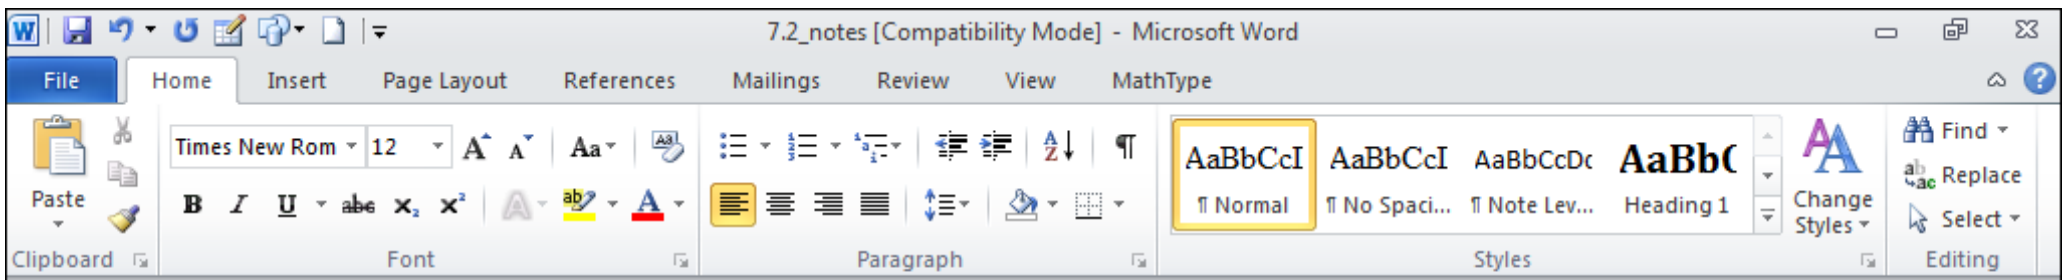 7.2_notes [Compatibility Mode] - Microsoft Word
File Home Insert Page Layout References Mailings Review View MathType
Times New Rom 12 Aa
AaBbCcI AaBbCcI AaBbCcDc AaBb(
Paste
¶ Normal ¶ No Spaci... ¶ Note Lev... Heading 1
Change Styles
Find
Replace
Select
Clipboard Font Paragraph Styles Editing